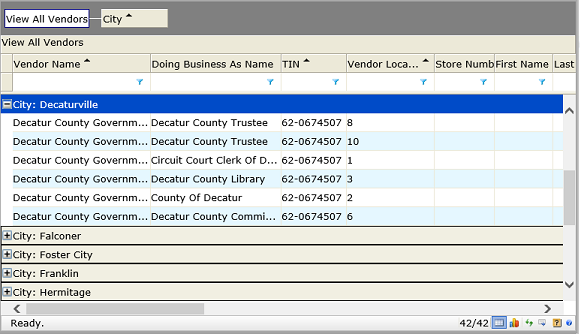 View All Vendors City
View All Vendors
Vendor Name Doing Business As Name TIN Vendor Loca... Store Numb First Name Last
City: Decaturville
Decatur County Governm... Decatur County Trustee 62-0674507 8
Decatur County Governm... Decatur County Trustee 62-0674507 10
Decatur County Governm... Circuit Court Clerk Of D... 62-0674507 1
Decatur County Governm... Decatur County Library 62-0674507 3
Decatur County Governm... County Of Decatur 62-0674507 2
Decatur County Governm... Decatur County Commi... 62-0674507 6
City: Falconer
City: Foster City
City: Franklin
City: Hermitage
Ready. 42/42